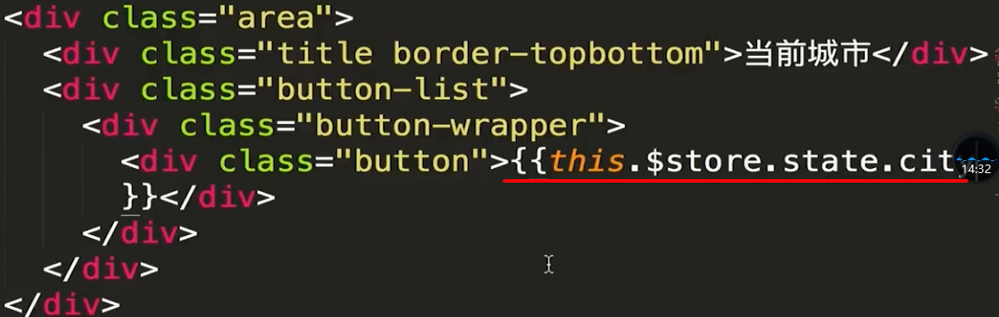 <div class="area">
<div class="title border-topbottom">当前城市</div>
<div class="button-list">
<div class="button-wrapper">
<div class="button">{{this.$store.state.cit
14:32
}}</div>
</div>
</div>
</div>